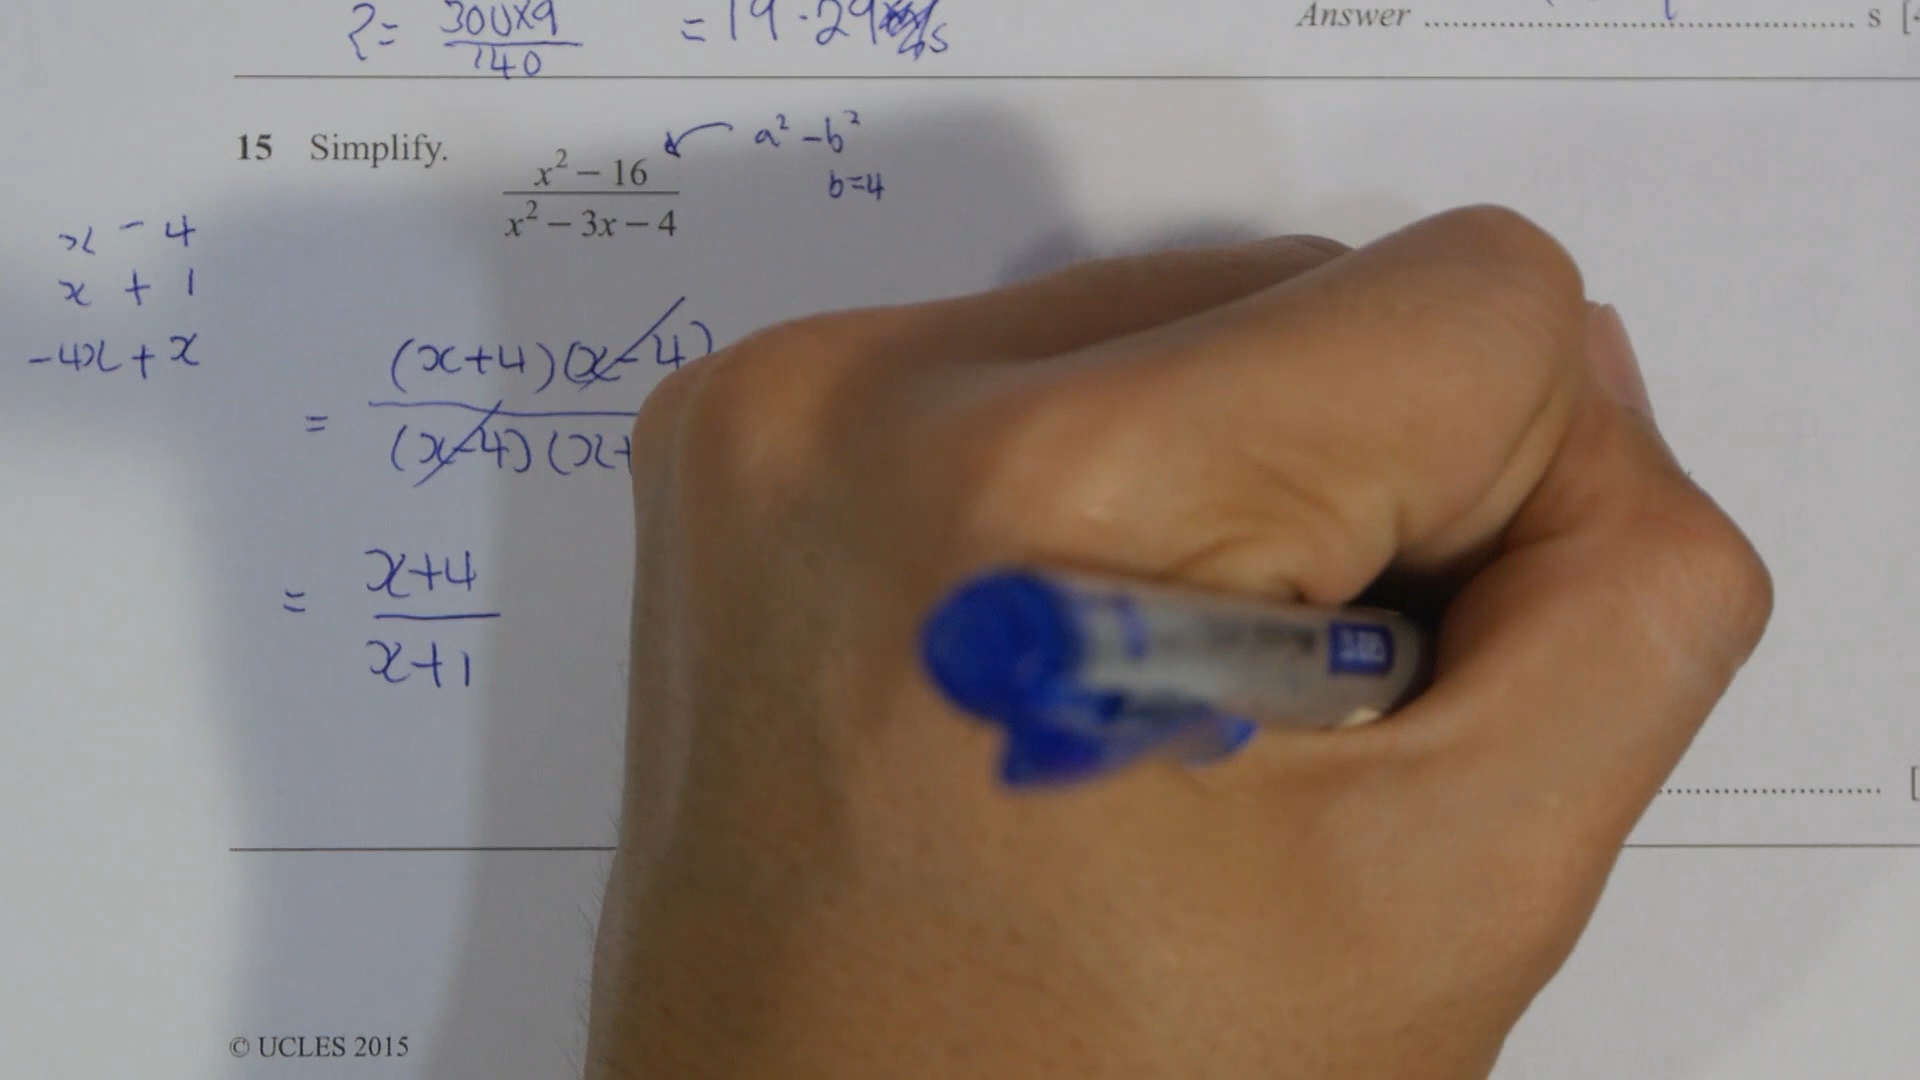 ? = 300x9 / 140 = 19.29 s
Answer ........ s [
15 Simplify.
x² – 16 / x² – 3x – 4
a² – b²
b=4
x – 4
x + 1
–4x + x
= (x+4)(x–4) / (x–4)(x+
= x+4 / x+1
........ [
© UCLES 2015